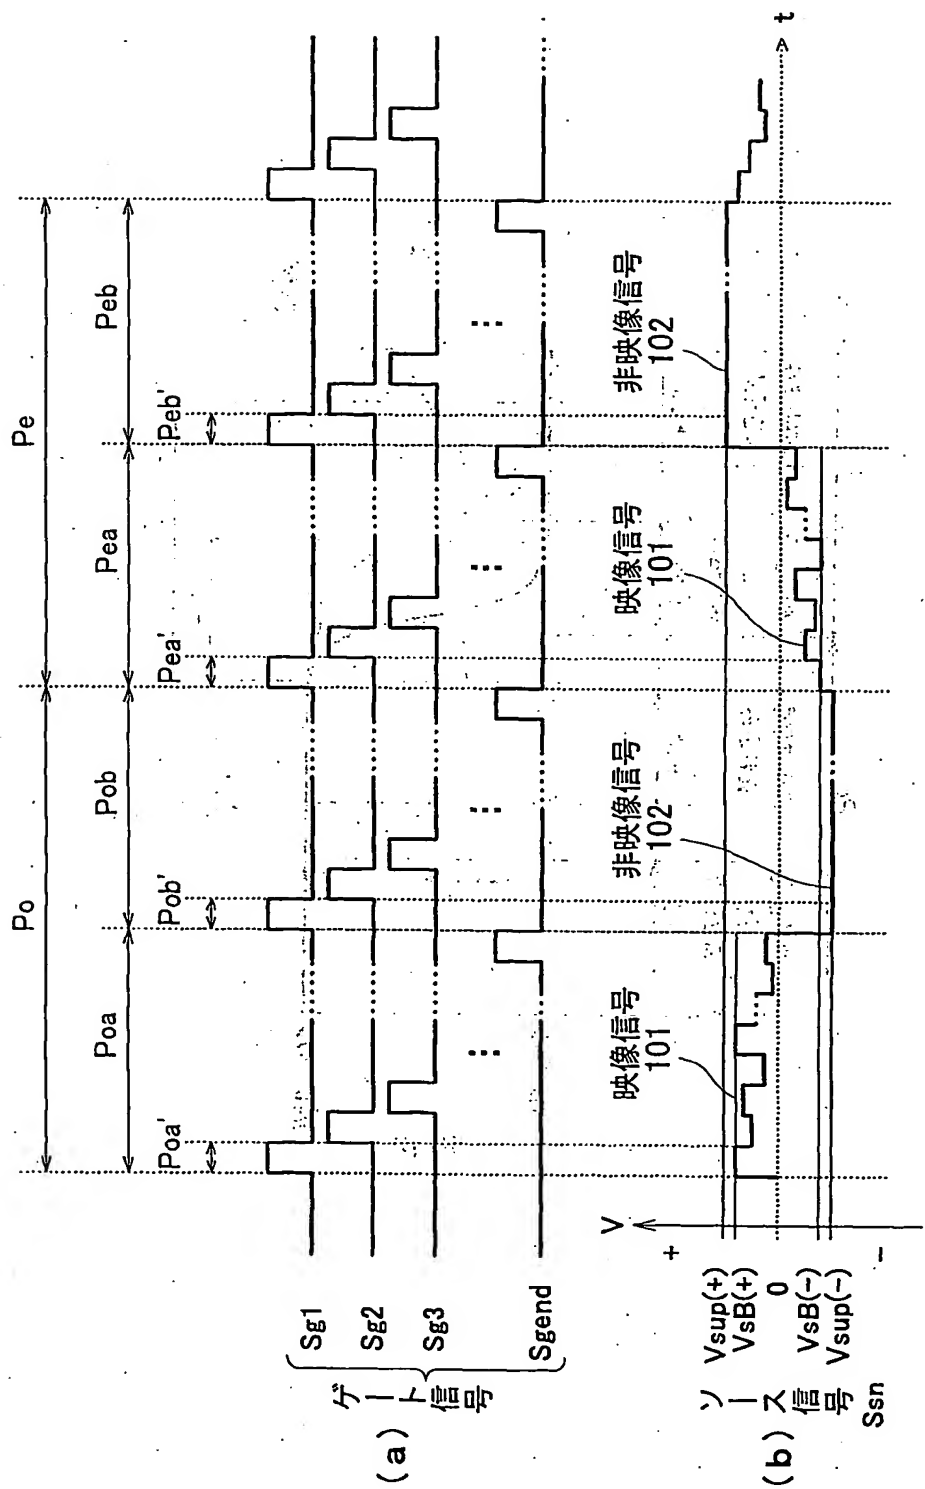 Po
Pe
Poa
Pob
Pea
Peb
Poa'
Pob'
Pea'
Peb'
(a)
ゲート信号
Sg1
Sg2
Sg3
Sgend
(b)
ソース信号
Ssn
V
+
-
Vsup(+)
VsB(+)
0
VsB(-)
Vsup(-)
映像信号
101
非映像信号
102
映像信号
101
非映像信号
102
t